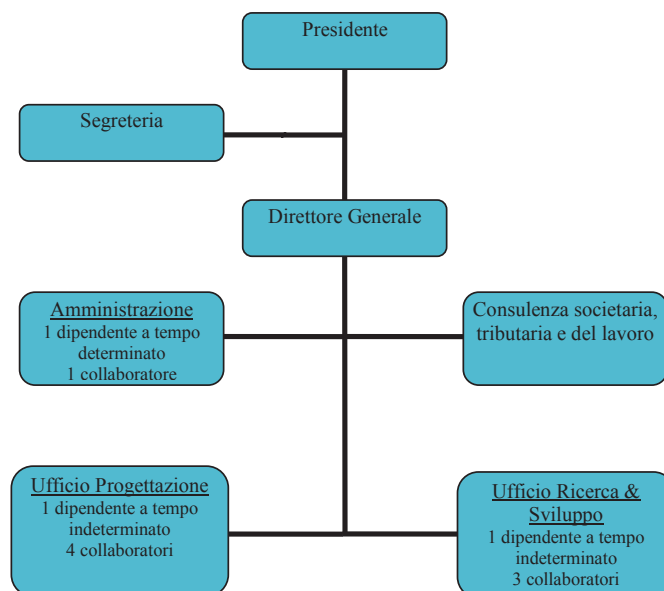 Presidente
Segreteria
Direttore Generale
Amministrazione
1 dipendente a tempo
determinato
1 collaboratore
Consulenza societaria,
tributaria e del lavoro
Ufficio Progettazione
1 dipendente a tempo
indeterminato
4 collaboratori
Ufficio Ricerca &
Sviluppo
1 dipendente a tempo
indeterminato
3 collaboratori